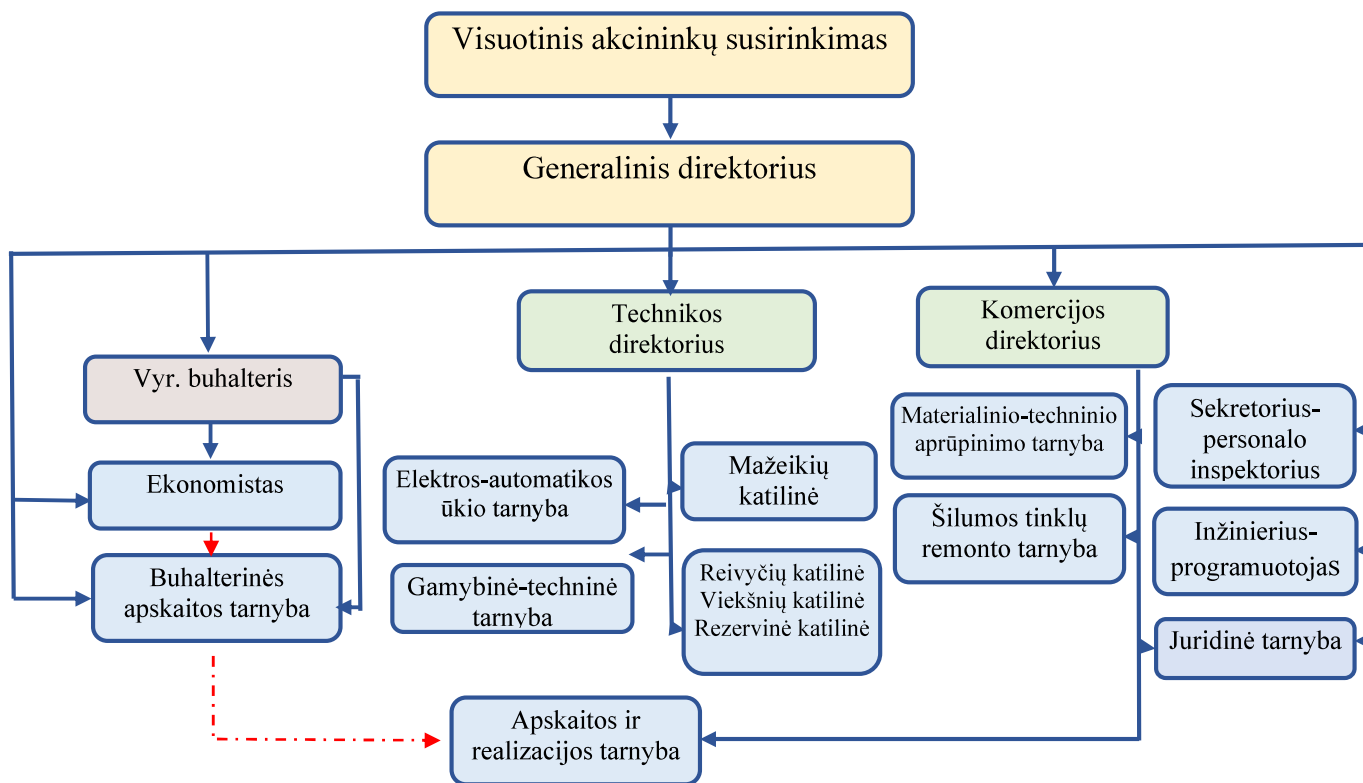 Visuotinis akcininkų susirinkimas
Generalinis direktorius
Technikos
direktorius
Komercijos
direktorius
Vyr. buhalteris
Ekonomistas
Buhalterinės
apskaitos tarnyba
Elektros-automatikos
ūkio tarnyba
Gamybinė-techninė
tarnyba
Mažeikių
katilinė
Reivyčių katilinė
Viekšnių katilinė
Rezervinė katilinė
Materialinio-techninio
aprūpinimo tarnyba
Šilumos tinklų
remonto tarnyba
Sekretorius-
personalo
inspektorius
Inžinierius-
programuotojas
Juridinė tarnyba
Apskaitos ir
realizacijos tarnyba